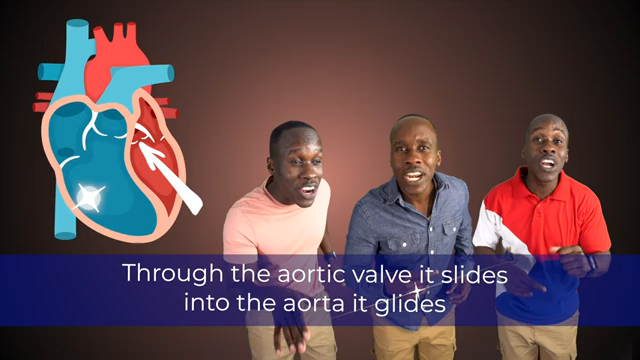 Through the aortic valve it slides
into the aorta it glides